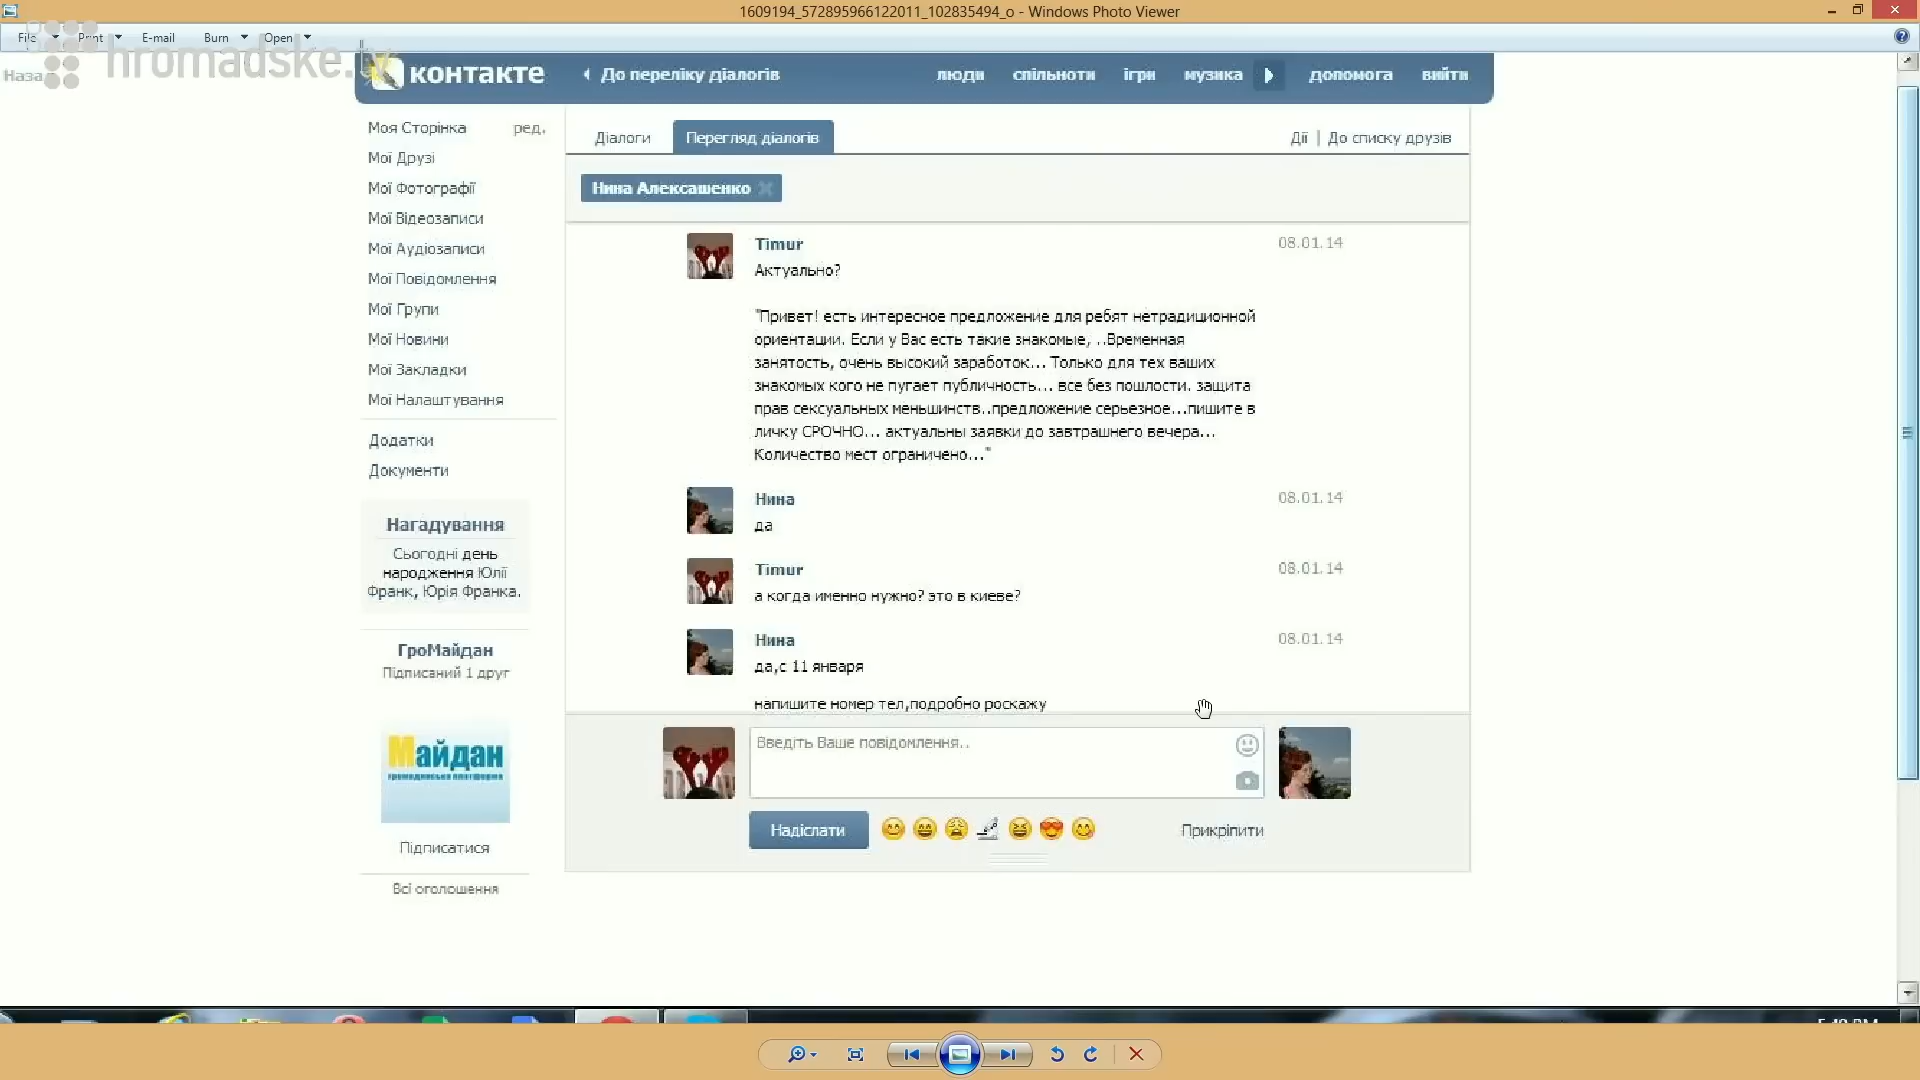 1609194_572895966122011_102835494_o - Windows Photo Viewer
File Print E-mail Burn Open
hromadske.tv
Наза
контакте До переліку діалогів люди спільноти ігри музика допомога вийти
Моя Сторінка ред.
Мої Друзі
Мої Фотографії
Мої Відеозаписи
Мої Аудіозаписи
Мої Повідомлення
Мої Групи
Мої Новини
Мої Закладки
Мої Налаштування
Додатки
Документи
Нагадування
Сьогодні день
народження Юлії
Франк, Юрія Франка.
ГроМайдан
Підписаний 1 друг
Майдан
громадянська платформа
Підписатися
Всі оголошення
Діалоги Перегляд діалогів Дії | До списку друзів
Нина Алексашенко
Timur 08.01.14
Актуально?
"Привет! есть интересное предложение для ребят нетрадиционной
ориентации. Если у Вас есть такие знакомые, ..Временная
занятость, очень высокий заработок... Только для тех ваших
знакомых кого не пугает публичность... все без пошлости. защита
прав сексуальных меньшинств..предложение серьезное...пишите в
личку СРОЧНО... актуальны заявки до завтрашнего вечера...
Количество мест ограничено..."
Нина 08.01.14
да
Timur 08.01.14
а когда именно нужно? это в киеве?
Нина 08.01.14
да,с 11 января
напишите номер тел,подробно роскажу
Введіть Ваше повідомлення..
Надіслати Прикріпити